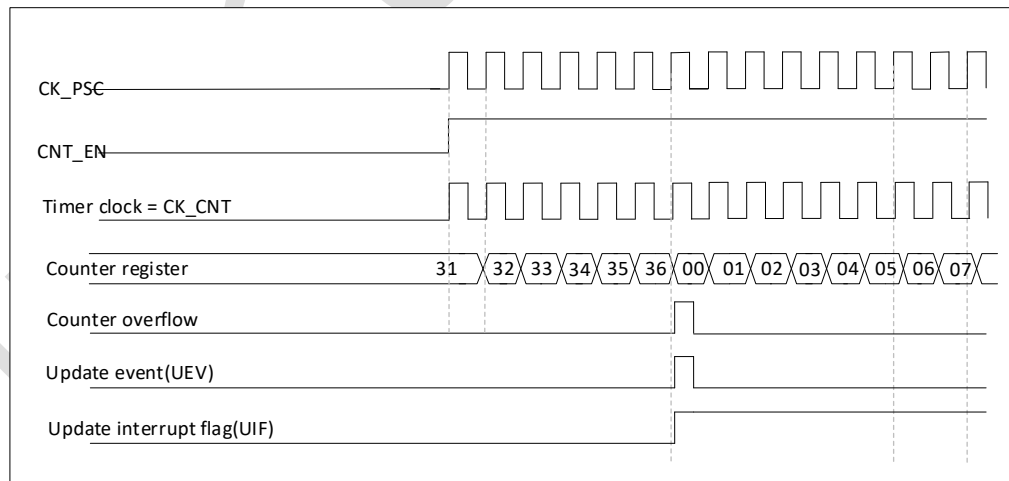 CK_PSC
CNT_EN
Timer clock = CK_CNT
Counter register 31 32 33 34 35 36 00 01 02 03 04 05 06 07
Counter overflow
Update event(UEV)
Update interrupt flag(UIF)